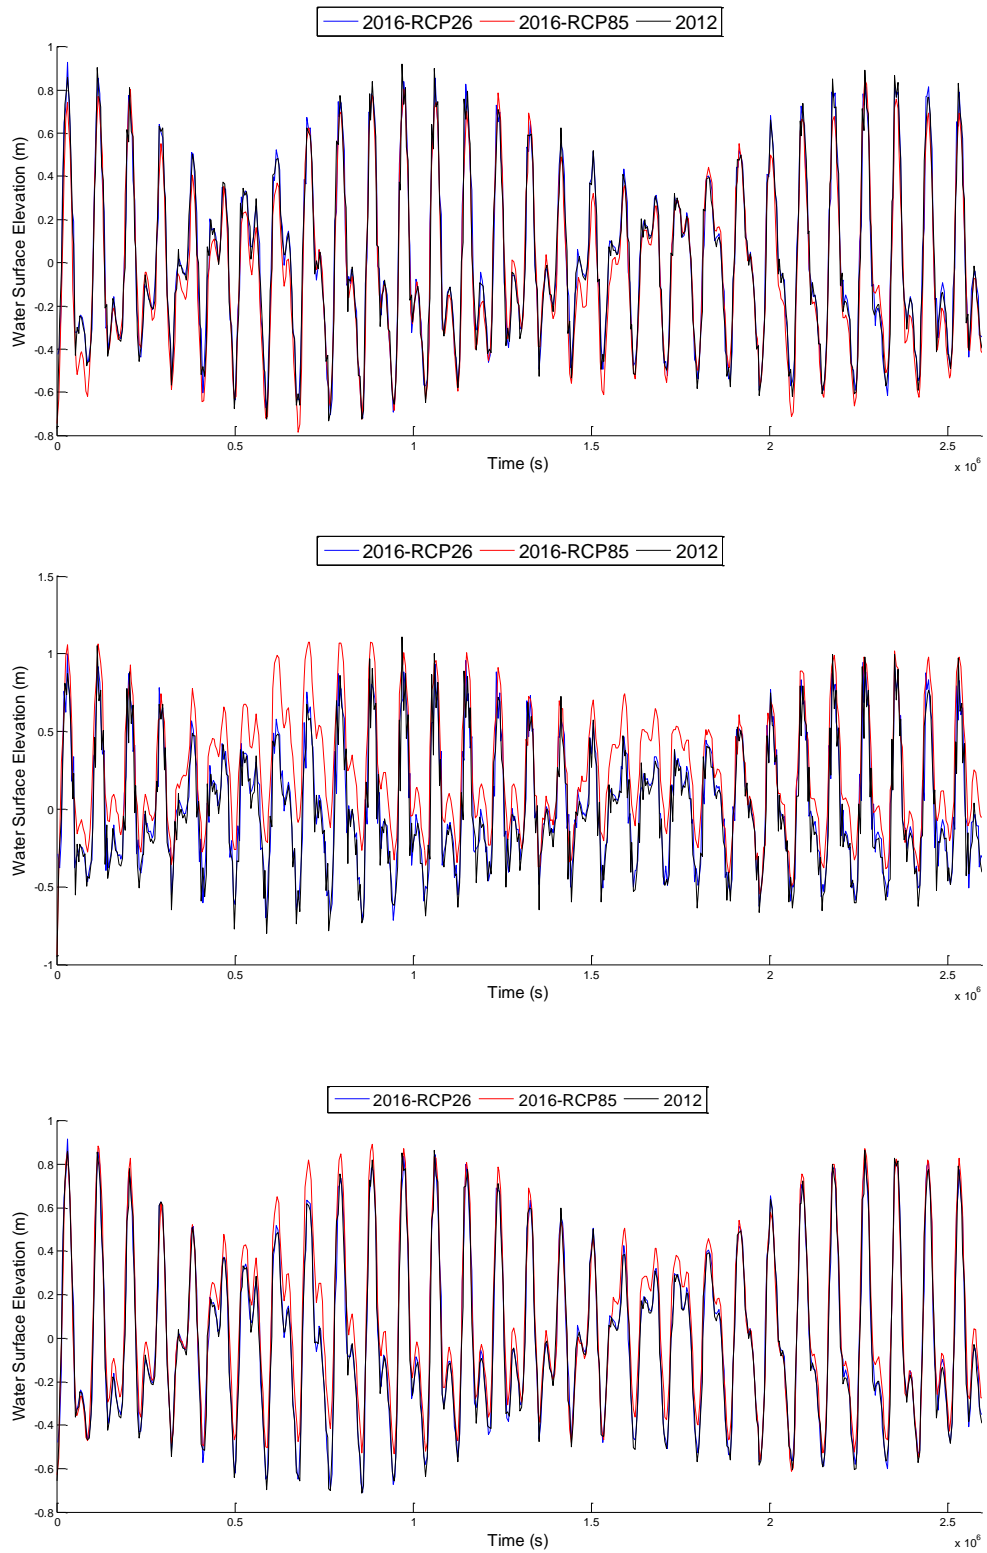 2016-RCP26 2016-RCP85 2012
1
0.8
0.6
0.4
0.2
0
-0.2
-0.4
-0.6
-0.8
Water Surface Elevation (m)
0 0.5 1 1.5 2 2.5
x 10^6
Time (s)
2016-RCP26 2016-RCP85 2012
1.5
1
0.5
0
-0.5
-1
Water Surface Elevation (m)
0 0.5 1 1.5 2 2.5
x 10^6
Time (s)
2016-RCP26 2016-RCP85 2012
1
0.8
0.6
0.4
0.2
0
-0.2
-0.4
-0.6
-0.8
Water Surface Elevation (m)
0 0.5 1 1.5 2 2.5
x 10^6
Time (s)